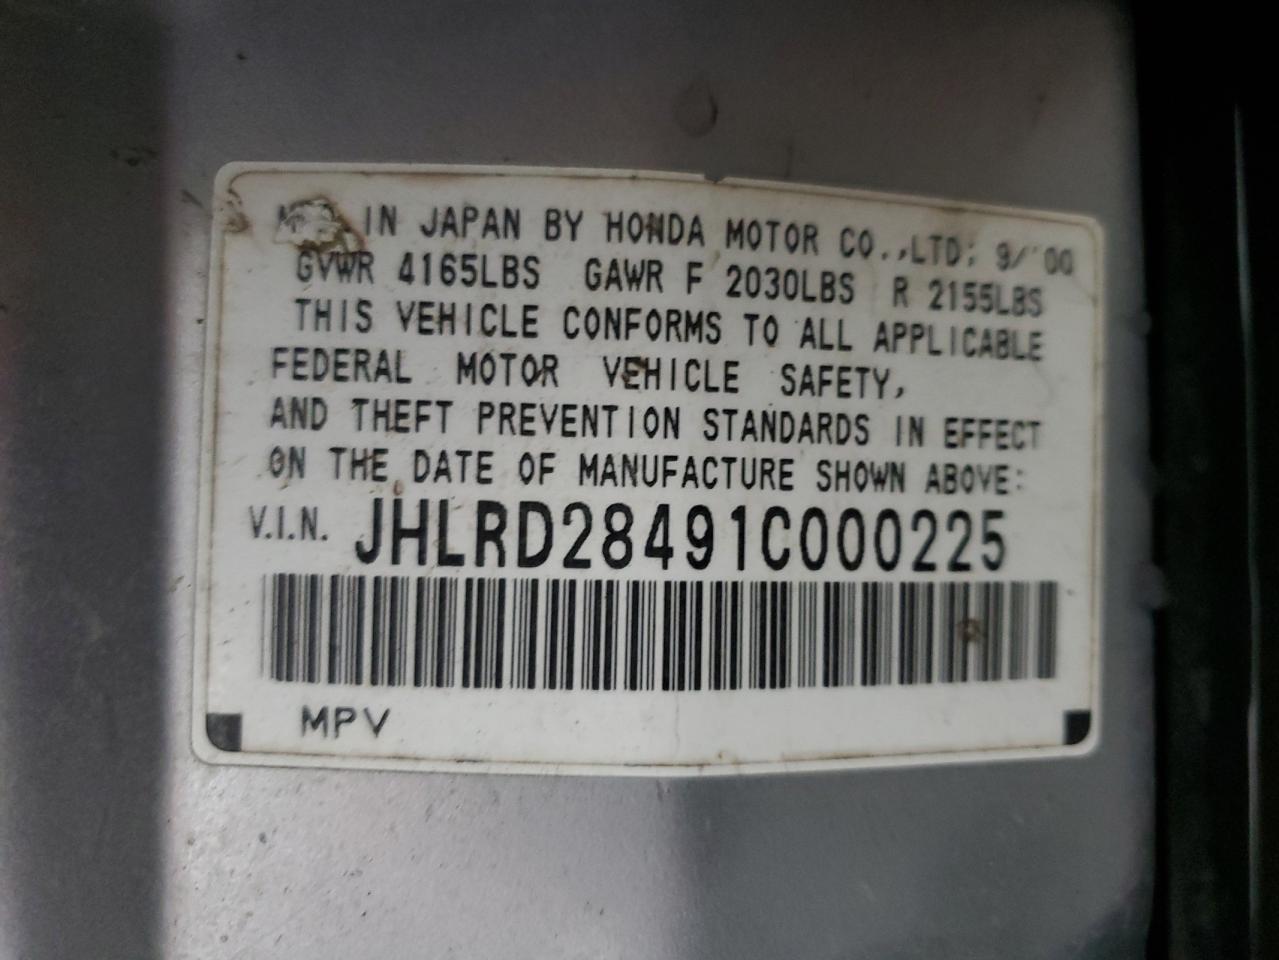 IN JAPAN BY HONDA MOTOR CO.,LTD: 9/'00
GVWR 4165LBS GAWR F 2030LBS R 2155LBS
THIS VEHICLE CONFORMS TO ALL APPLICABLE
FEDERAL MOTOR VEHICLE SAFETY,
AND THEFT PREVENTION STANDARDS IN EFFECT
ON THE DATE OF MANUFACTURE SHOWN ABOVE:
V.I.N. JHLRD28491C000225
MPV